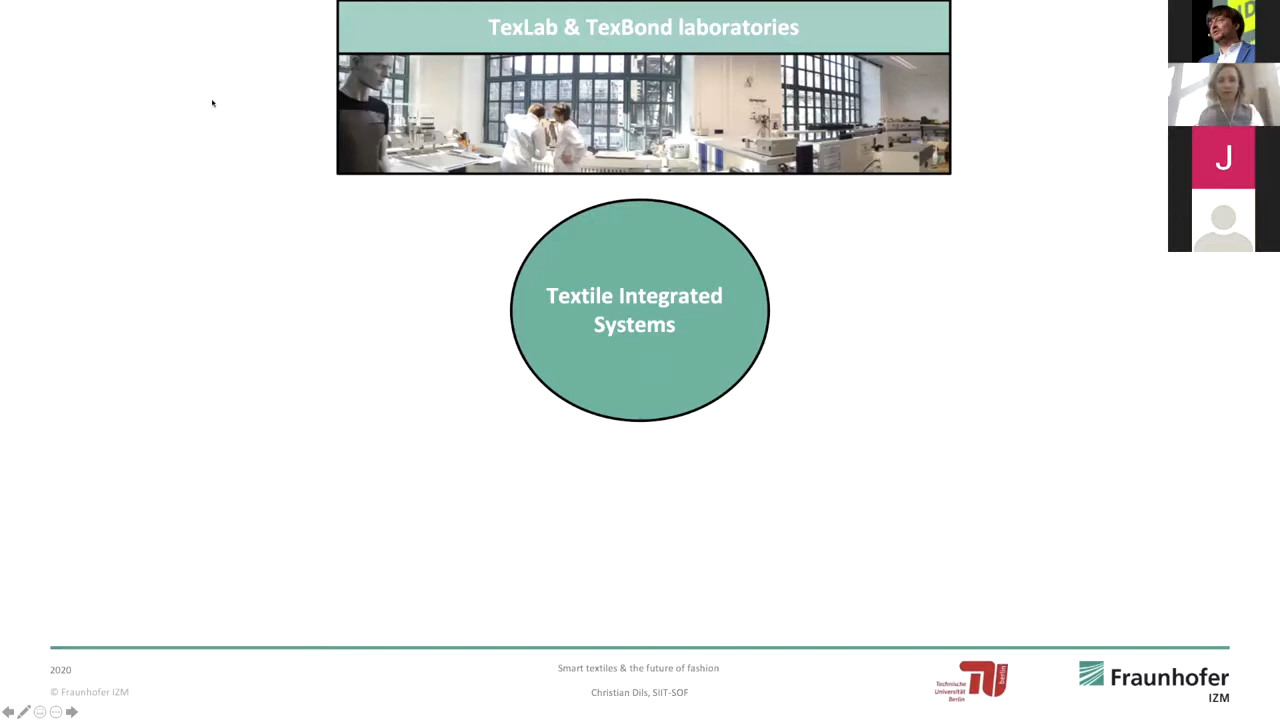 TexLab & TexBond laboratories
J
Textile Integrated
Systems
2020
© Fraunhofer IZM
Smart textiles & the future of fashion
Christian Dils, SIIT-SOF
Technische
Universität
Berlin
berlin
Fraunhofer
IZM